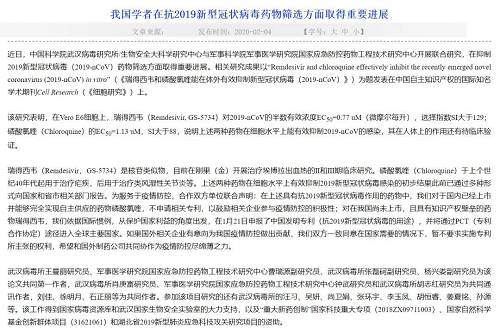 我国学者在抗2019新型冠状病毒药物筛选方面取得重要进展
文章来源： 发布时间：2020-02-04 【字号： 大 中 小】
近日，中国科学院武汉病毒研究所/生物安全大科学研究中心与军事科学院军事医学研究院国家应急防控药物工程技术研究中心开展联合研究，在抑制
2019新型冠状病毒（2019-nCoV）药物筛选方面取得重要进展。相关研究成果以“Remdesivir and chloroquine effectively inhibit the recently emerged novel
coronavirus (2019-nCoV) in vitro”（《瑞得西韦和磷酸氯喹能在体外有效抑制新型冠状病毒（2019-nCoV）》）为题发表在中国自主知识产权的国际知名
学术期刊Cell Research（《细胞研究》）上。
该研究表明，在Vero E6细胞上，瑞得西韦（Remdesivir, GS-5734）对2019-nCoV的半数有效浓度EC50=0.77 uM（微摩尔每升），选择指数SI大于129；
磷酸氯喹（Chloroquine）的EC50=1.13 uM，SI大于88，说明上述两种药物在细胞水平上能有效抑制2019-nCoV的感染，其在人体上的作用还有待临床验
证。
瑞得西韦（Remdesivir, GS-5734）是核苷类似物，目前在刚果（金）开展治疗埃博拉出血热的II和III期临床研究。磷酸氯喹（Chloroquine）于上个世
纪40年代起用于治疗疟疾，后用于治疗类风湿性关节炎等。上述两种药物在细胞水平上有效抑制2019新型冠状病毒感染的初步结果此前已通过多种形
式向国家和省市相关部门报告。为服务于疫情防控，合作双方单位联合声明：在上述具有抗2019新型冠状病毒作用的药物中，我们对于国内已经上市
并能够完全实现自主供应的药物磷酸氯喹，不申请相关专利，以鼓励相关企业参与疫情防控的积极性；对在我国尚未上市，且具有知识产权壁垒的药
物瑞得西韦，我们依据国际惯例，从保护国家利益的角度出发，在1月21日申报了中国发明专利（抗2019新型冠状病毒的用途），并将通过PCT（专利
合作协定）途径进入全球主要国家。如果国外相关企业有意向为我国疫情防控做出贡献，我们双方一致同意在国家需要的情况下，暂不要求实施专利
所主张的权利，希望和国外制药公司共同协作为疫情防控尽绵薄之力。
武汉病毒所王曼丽研究员、军事医学研究院国家应急防控药物工程技术研究中心曹瑞源副研究员、武汉病毒所张磊砢副研究员、杨兴娄副研究员为该
论文共同第一作者，武汉病毒所肖庚富研究员、军事医学研究院国家应急防控药物工程技术研究中心钟武研究员和武汉病毒所胡志红研究员为共同
通讯作者，刘佳、徐明月、石正丽等为共同作者。参加该项目研究的还有武汉病毒所的汪习、吴妍、尚卫娟、张环宇、李玉凤、胡恒睿、姜夏铭、孙源
等。该工作得到国家病毒资源库和武汉国家生物安全实验室的大力支持，以及“重大新药创制”国家科技重大专项（2018ZX09711003）、国家自然科学
基金创新群体项目（31621061）和湖北省2019新型肺炎应急科技攻关研究项目的资助。